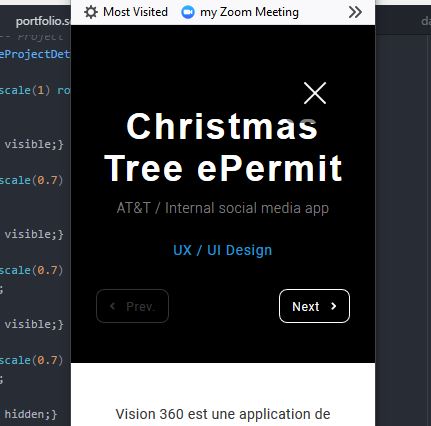 Most Visited my Zoom Meeting
portfolio.s
-- Project
eProjectDet
scale(1) ro
visible;}
scale(0.7)
visible;}
scale(0.7)
;
visible;}
scale(0.7)
;
hidden;}
Christmas
Tree ePermit
AT&T / Internal social media app
UX / UI Design
Prev. Next
Vision 360 est une application de